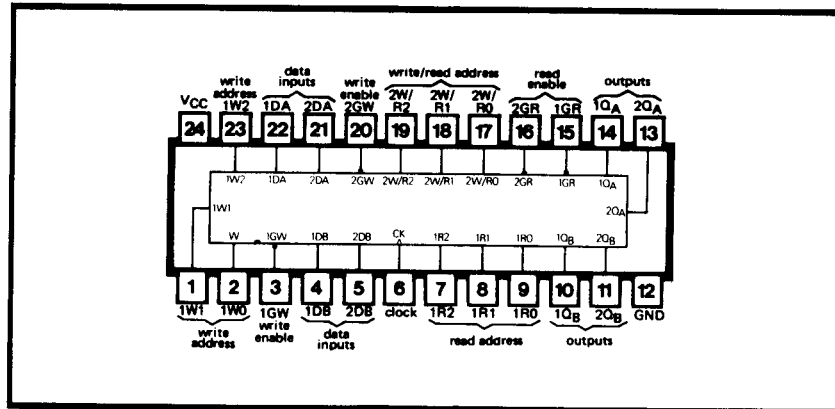 write data write write/read address read outputs
address inputs enable 2W/ 2W/ 2W/ enable
VCC 1W2 1DA 2DA 2GW R2 R1 R0 2GR 1GR 1QA 2QA
24 23 22 21 20 19 18 17 16 15 14 13
1W2 1DA 2DA 2GW 2W/R2 2W/R1 2W/R0 2GR 1GR 1QA
1W1 2QA
W 1GW 1DB 2DB CK 1R2 1R1 1R0 1QB 2QB
1 2 3 4 5 6 7 8 9 10 11 12
1W1 1W0 1GW 1DB 2DB clock 1R2 1R1 1R0 1QB 2QB GND
write address write enable data inputs read address outputs